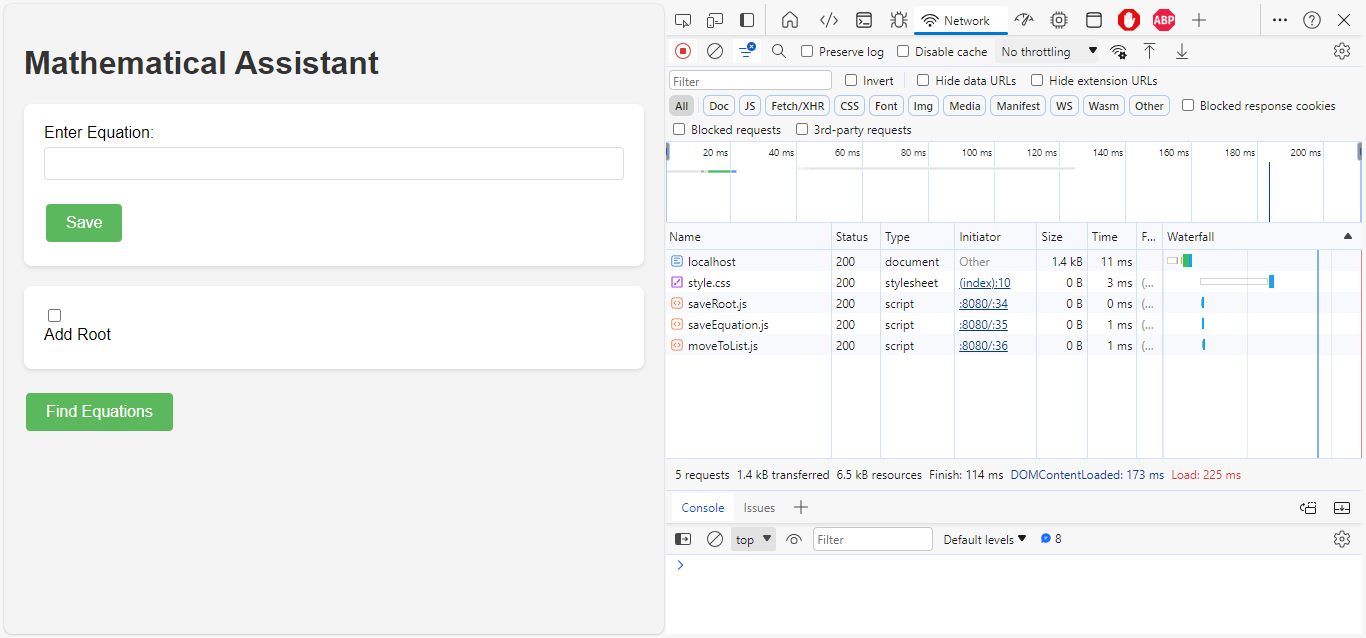 Mathematical Assistant
Enter Equation:
Save
Add Root
Find Equations
Network
ABP
Preserve log
Disable cache
No throttling
Filter
Invert
Hide data URLs
Hide extension URLs
All
Doc
JS
Fetch/XHR
CSS
Font
Img
Media
Manifest
WS
Wasm
Other
Blocked response cookies
Blocked requests
3rd-party requests
20 ms 40 ms 60 ms 80 ms 100 ms 120 ms 140 ms 160 ms 180 ms 200 ms
Name Status Type Initiator Size Time F... Waterfall
localhost 200 document Other 1.4 kB 11 ms
style.css 200 stylesheet (index):10 0 B 3 ms (...
saveRoot.js 200 script :8080/:34 0 B 0 ms (...
saveEquation.js 200 script :8080/:35 0 B 1 ms (...
moveToList.js 200 script :8080/:36 0 B 1 ms (...
5 requests 1.4 kB transferred 6.5 kB resources Finish: 114 ms DOMContentLoaded: 173 ms Load: 225 ms
Console Issues
top Filter Default levels 8